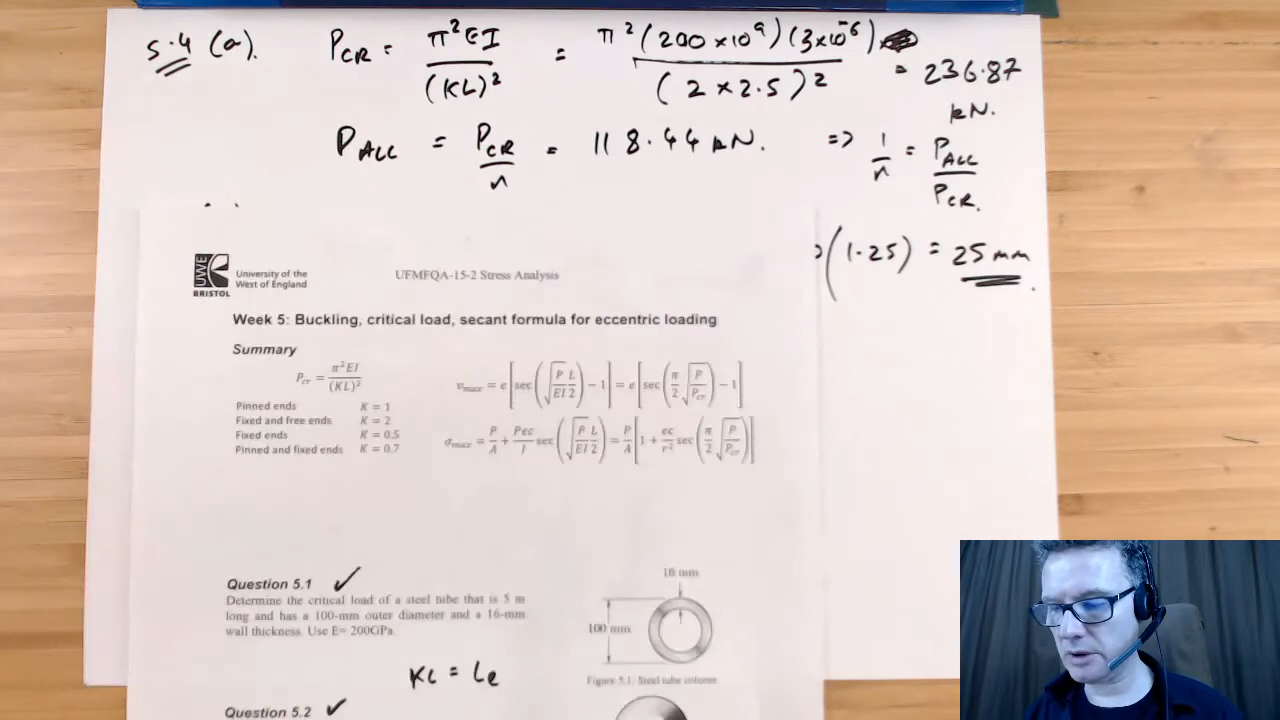 5.4 (a). P_CR = π²EI / (KL)² = π²(200×10⁹)(3×10⁻⁶) / (2×2.5)² = 236.87 kN.
P_ALL = P_CR / n = 118.44 kN. => 1/n = P_ALL / P_CR.
(1.25) = 25mm.
UWE BRISTOL
University of the
West of England
UFMFQA-15-2 Stress Analysis
Week 5: Buckling, critical load, secant formula for eccentric loading
Summary
P_cr = π²EI / (KL)²
v_max = e[sec(√(P/EI) L/2) − 1] = e[sec(π/2 √(P/P_cr)) − 1]
Pinned ends K = 1
Fixed and free ends K = 2
Fixed ends K = 0.5
Pinned and fixed ends K = 0.7
σ_max = P/A + Pec/I sec(√(P/EI) L/2) = P/A [1 + ec/r² sec(π/2 √(P/P_cr))]
Question 5.1 ✓
Determine the critical load of a steel tube that is 5 m
long and has a 100-mm outer diameter and a 16-mm
wall thickness. Use E= 200GPa.
16 mm
100 mm
Figure 5.1: Steel tube column
KL = Le
Question 5.2 ✓